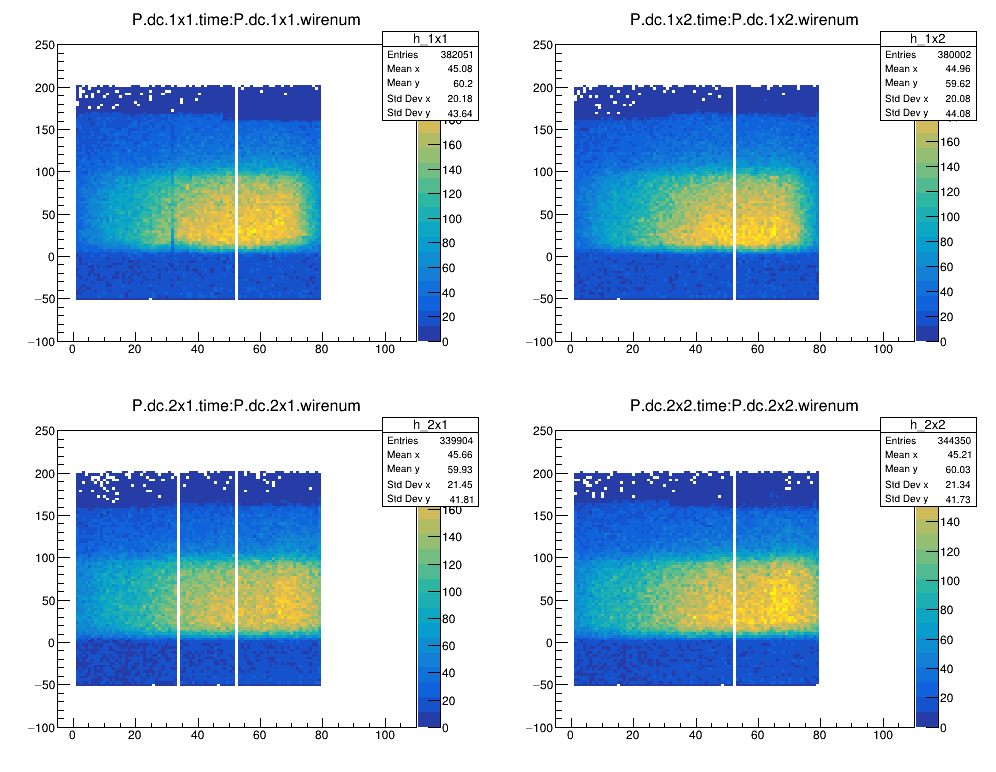 P.dc.1x1.time:P.dc.1x1.wirenum
h_1x1
Entries 382051
Mean x 45.08
Mean y 60.2
Std Dev x 20.18
Std Dev y 43.64
250
200
150
100
50
0
−50
−100
0 20 40 60 80 100
160
140
120
100
80
60
40
20
0
P.dc.1x2.time:P.dc.1x2.wirenum
h_1x2
Entries 380002
Mean x 44.96
Mean y 59.62
Std Dev x 20.08
Std Dev y 44.08
250
200
150
100
50
0
−50
−100
0 20 40 60 80 100
160
140
120
100
80
60
40
20
0
P.dc.2x1.time:P.dc.2x1.wirenum
h_2x1
Entries 339904
Mean x 45.66
Mean y 59.93
Std Dev x 21.45
Std Dev y 41.81
250
200
150
100
50
0
−50
−100
0 20 40 60 80 100
160
140
120
100
80
60
40
20
0
P.dc.2x2.time:P.dc.2x2.wirenum
h_2x2
Entries 344350
Mean x 45.21
Mean y 60.03
Std Dev x 21.34
Std Dev y 41.73
250
200
150
100
50
0
−50
−100
0 20 40 60 80 100
140
120
100
80
60
40
20
0